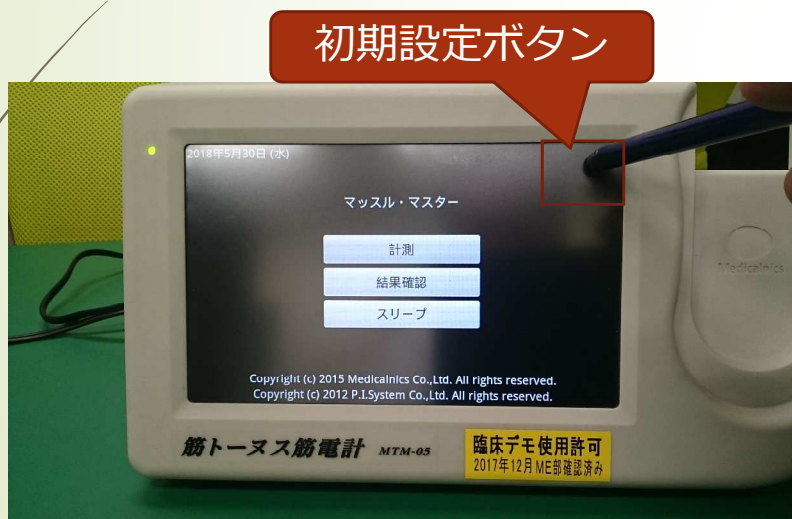 初期設定ボタン
2018年5月30日 (水)
マッスル・マスター
計測
結果確認
スリープ
Medicalnics
Copyright (c) 2015 Medicalnics Co.,Ltd. All rights reserved.
Copyright (c) 2012 P.I.System Co.,Ltd. All rights reserved.
筋トーヌス筋電計 MTM-05
臨床デモ使用許可
2017年12月 ME部確認済み